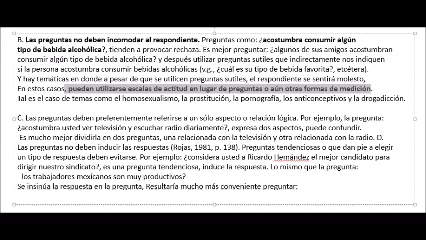 B. Las preguntas no deben incomodar al respondiente. Preguntas como: ¿acostumbra consumir algún
tipo de bebida alcohólica?, tienden a provocar rechaza. Es mejor preguntar: ¿algunos de sus amigos acostumbran
consumir algún tipo de bebida alcohólica? y después utilizar preguntas sutiles que indirectamente nos indiquen
si la persona acostumbra consumir bebidas alcohólicas (v.g., ¿cuál es su tipo de bebida favorita?, etcétera).
Y hay temáticas en donde a pesar de que se utilicen preguntas sutiles, el respondiente se sentirá molesto,
En estos casos, pueden utilizarse escalas de actitud en lugar de preguntas o aún otras formas de medición.
Tal es el caso de temas como el homosexualismo, la prostitución, la pornografía, los anticonceptivos y la drogadicción.
C. Las preguntas deben preferentemente referirse a un sólo aspecto o relación lógica. Por ejemplo, la pregunta:
¿acostumbra usted ver televisión y escuchar radio diariamente?, expresa dos aspectos, puede confundir.
Es mucho mejor dividirla en dos preguntas, una relacionada con la televisión y otra relacionada con la radio. D.
Las preguntas no deben inducir las respuestas (Rojas, 1981, p. 138). Preguntas tendenciosas o que dan pie a elegir
un tipo de respuesta deben evitarse. Por ejemplo: ¿considera usted a Ricardo Hernández el mejor candidato para
dirigir nuestro sindicato?, es una pregunta tendenciosa, induce la respuesta. Lo mismo que la pregunta:
¿los trabajadores mexicanos son muy productivos?
Se insinúa la respuesta en la pregunta, Resultaría mucho más conveniente preguntar: